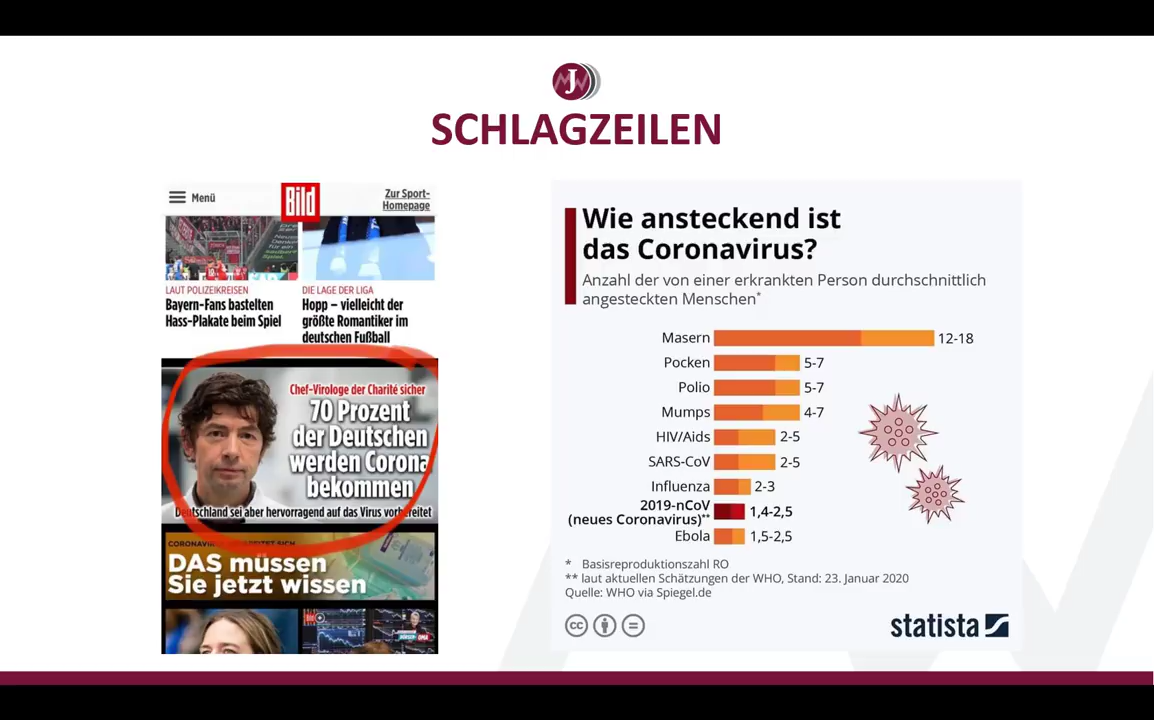 J
SCHLAGZEILEN
Menü
Bild
Zur Sport-
Homepage
LAUT POLIZEIKREISEN
Bayern-Fans bastelten
Hass-Plakate beim Spiel
DIE LAGE DER LIGA
Hopp – vielleicht der
größte Romantiker im
deutschen Fußball
Chef-Virologe der Charité sicher
70 Prozent
der Deutschen
werden Corona
bekommen
Deutschland sei aber hervorragend auf das Virus vorbereitet
DAS müssen
Sie jetzt wissen
Bild
Wie ansteckend ist
das Coronavirus?
Anzahl der von einer erkrankten Person durchschnittlich
angesteckten Menschen*
Masern 12-18
Pocken 5-7
Polio 5-7
Mumps 4-7
HIV/Aids 2-5
SARS-CoV 2-5
Influenza 2-3
2019-nCoV
(neues Coronavirus)** 1,4-2,5
Ebola 1,5-2,5
* Basisreproduktionszahl RO
** laut aktuellen Schätzungen der WHO, Stand: 23. Januar 2020
Quelle: WHO via Spiegel.de
cc
statista